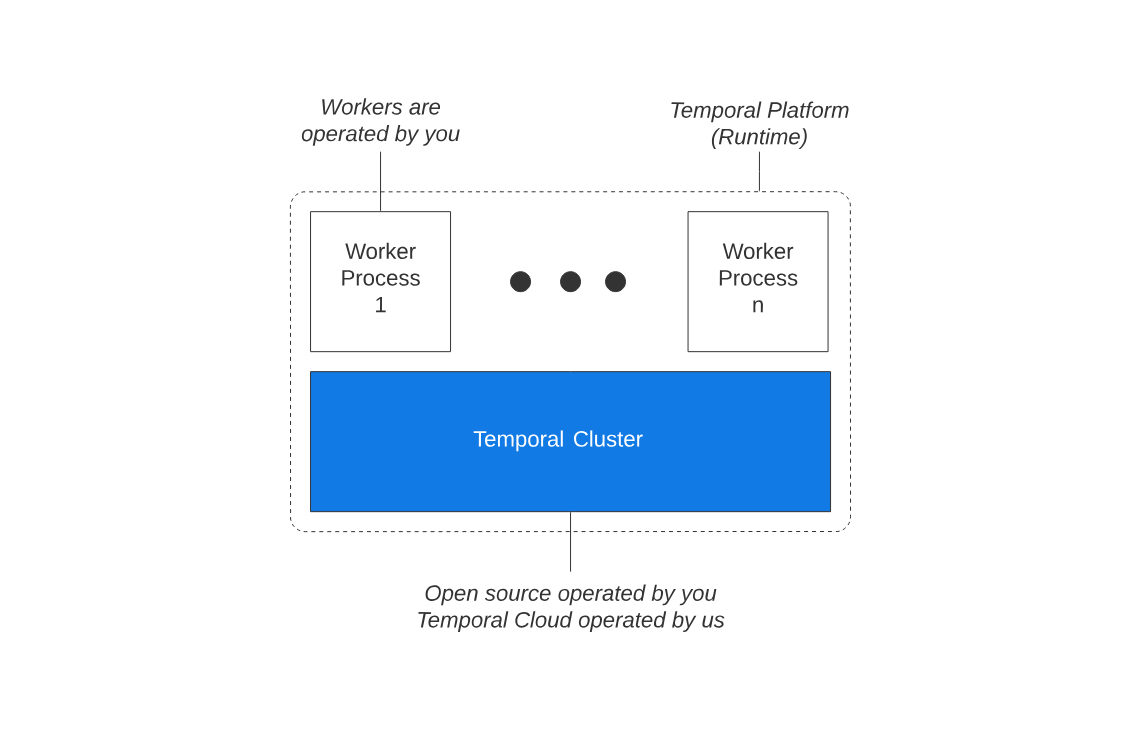 Workers are
operated by you
Temporal Platform
(Runtime)
Worker
Process
1
Worker
Process
n
Temporal Cluster
Open source operated by you
Temporal Cloud operated by us